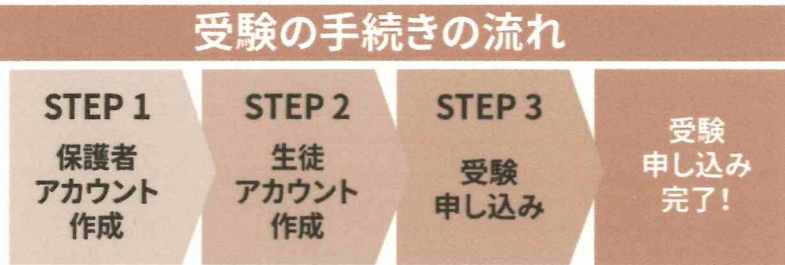 受験の手続きの流れ
STEP 1
保護者
アカウント
作成
STEP 2
生徒
アカウント
作成
STEP 3
受験
申し込み
受験
申し込み
完了!